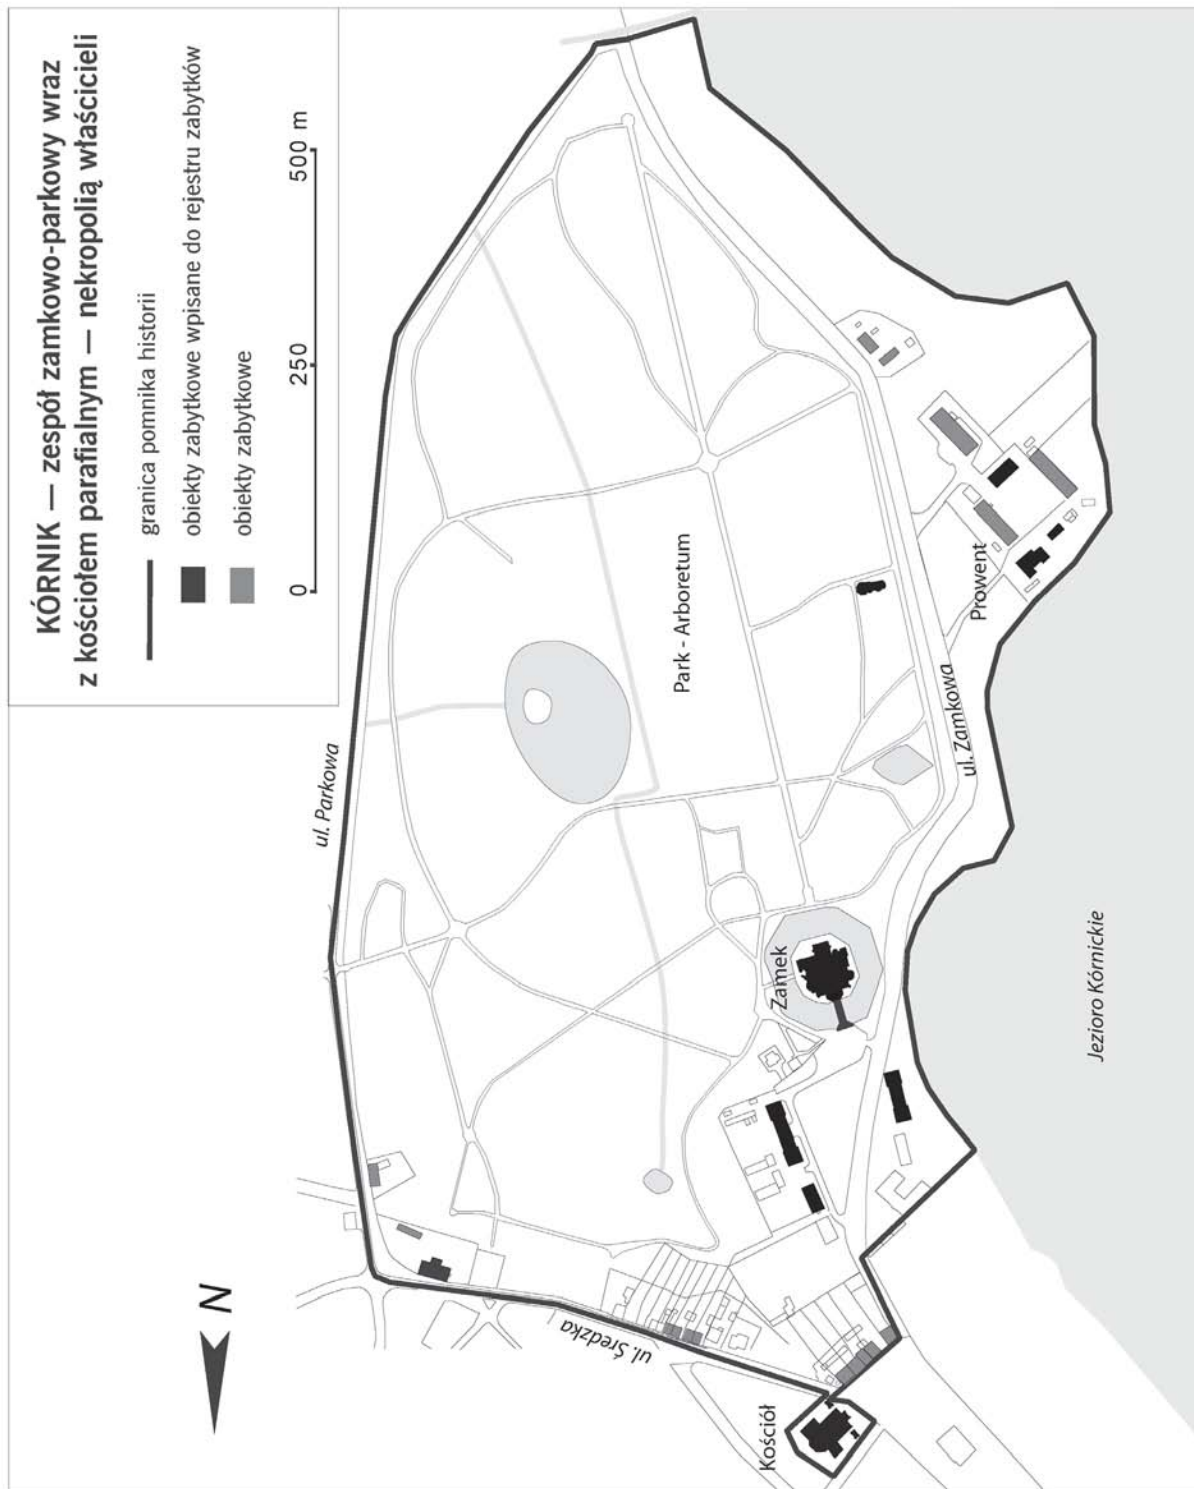 KÓRNIK — zespół zamkowo-parkowy wraz
z kościołem parafialnym — nekropolią właścicieli
granica pomnika historii
obiekty zabytkowe wpisane do rejestru zabytków
obiekty zabytkowe
0 250 500 m
N
ul. Parkowa
ul. Średzka
Kościół
Zamek
Park - Arboretum
ul. Zamkowa
Prowent
Jezioro Kórnickie